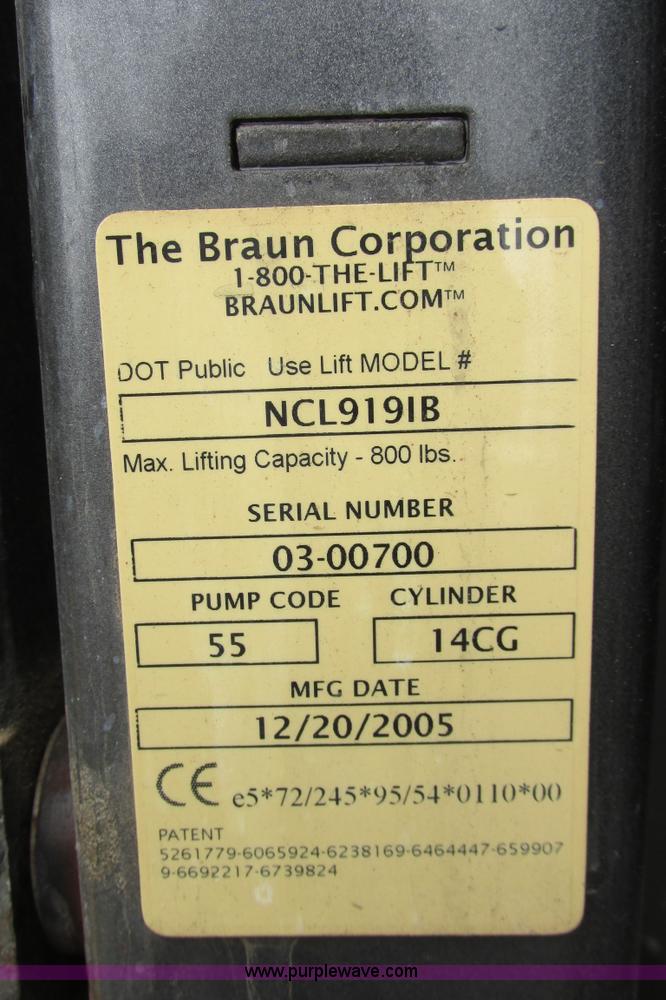 The Braun Corporation
1-800-THE-LIFT™
BRAUNLIFT.COM™
DOT Public Use Lift MODEL #
NCL919IB
Max. Lifting Capacity - 800 lbs.
SERIAL NUMBER
03-00700
PUMP CODE CYLINDER
55 14CG
MFG DATE
12/20/2005
CE e5*72/245*95/54*0110*00
PATENT
5261779-6065924-6238169-6464447-659907
9-6692217-6739824
www.purplewave.com